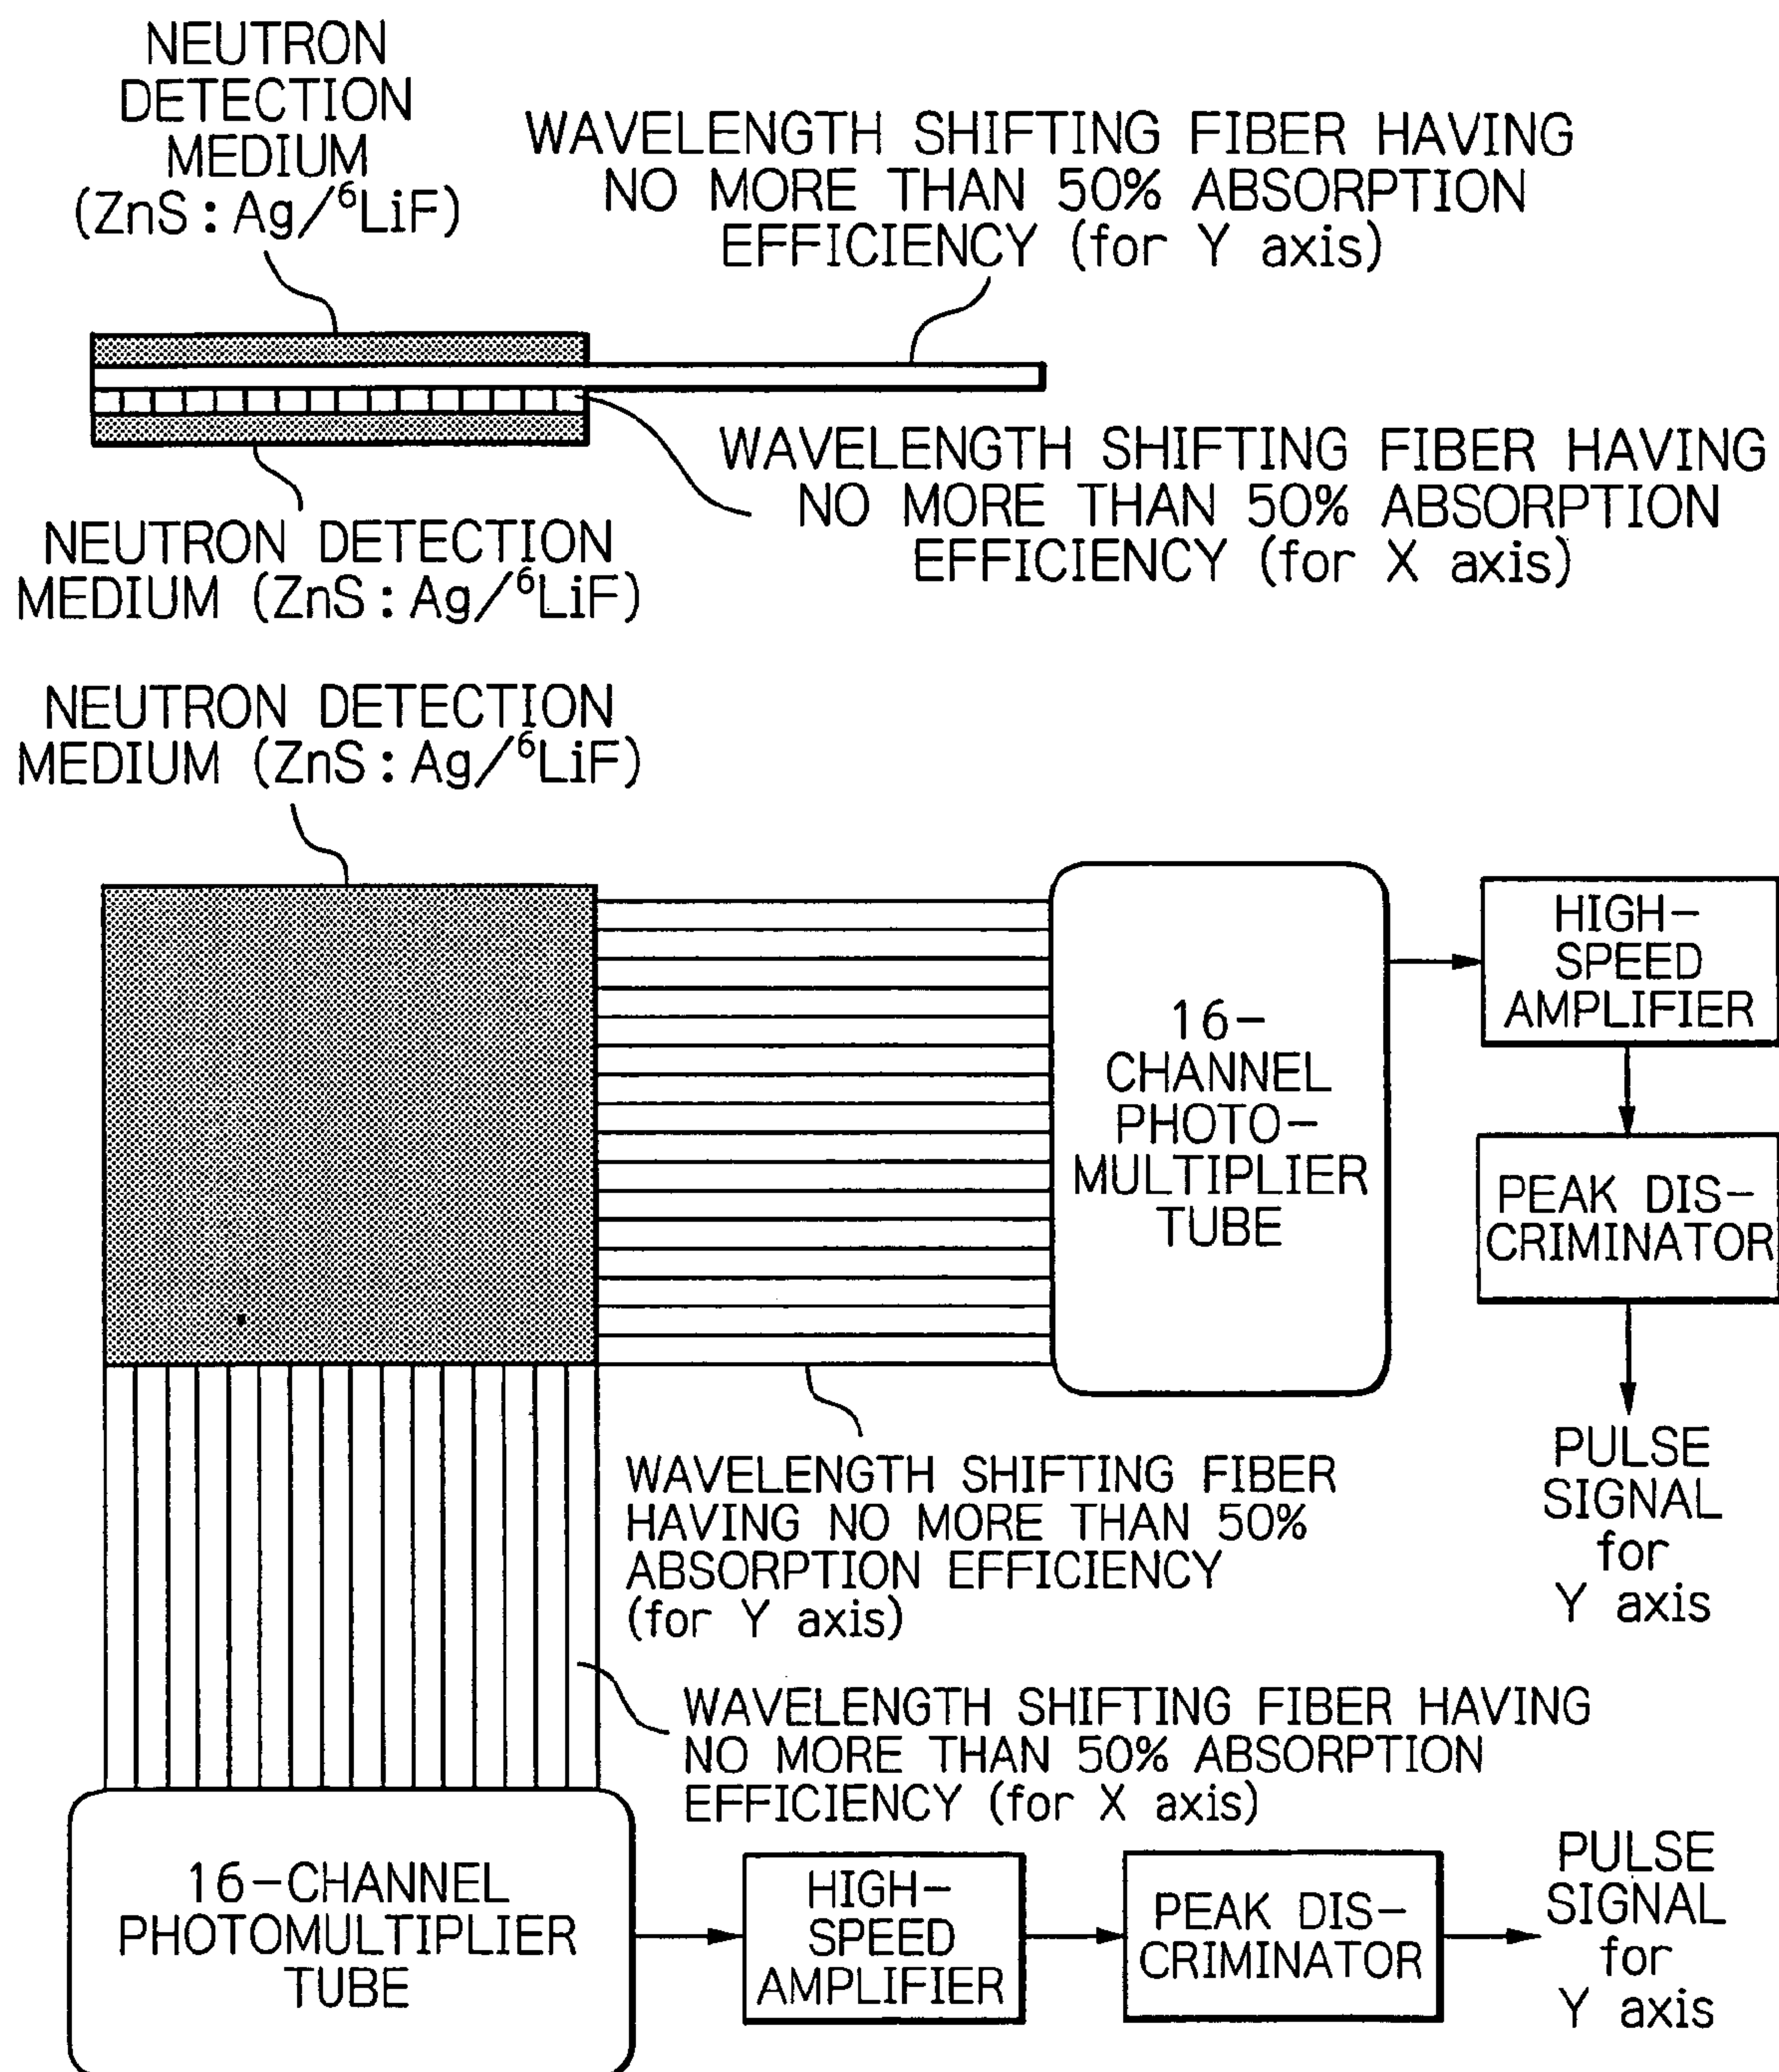 NEUTRON
DETECTION
MEDIUM
(ZnS:Ag/⁶LiF)
WAVELENGTH SHIFTING FIBER HAVING
NO MORE THAN 50% ABSORPTION
EFFICIENCY (for Y axis)
WAVELENGTH SHIFTING FIBER HAVING
NO MORE THAN 50% ABSORPTION
EFFICIENCY (for X axis)
NEUTRON DETECTION
MEDIUM (ZnS:Ag/⁶LiF)
NEUTRON DETECTION
MEDIUM (ZnS:Ag/⁶LiF)
16-
CHANNEL
PHOTO-
MULTIPLIER
TUBE
HIGH-
SPEED
AMPLIFIER
PEAK DIS-
CRIMINATOR
PULSE
SIGNAL
for
Y axis
WAVELENGTH SHIFTING FIBER
HAVING NO MORE THAN 50%
ABSORPTION EFFICIENCY
(for Y axis)
WAVELENGTH SHIFTING FIBER HAVING
NO MORE THAN 50% ABSORPTION
EFFICIENCY (for X axis)
16-CHANNEL
PHOTOMULTIPLIER
TUBE
HIGH-
SPEED
AMPLIFIER
PEAK DIS-
CRIMINATOR
PULSE
SIGNAL
for
Y axis